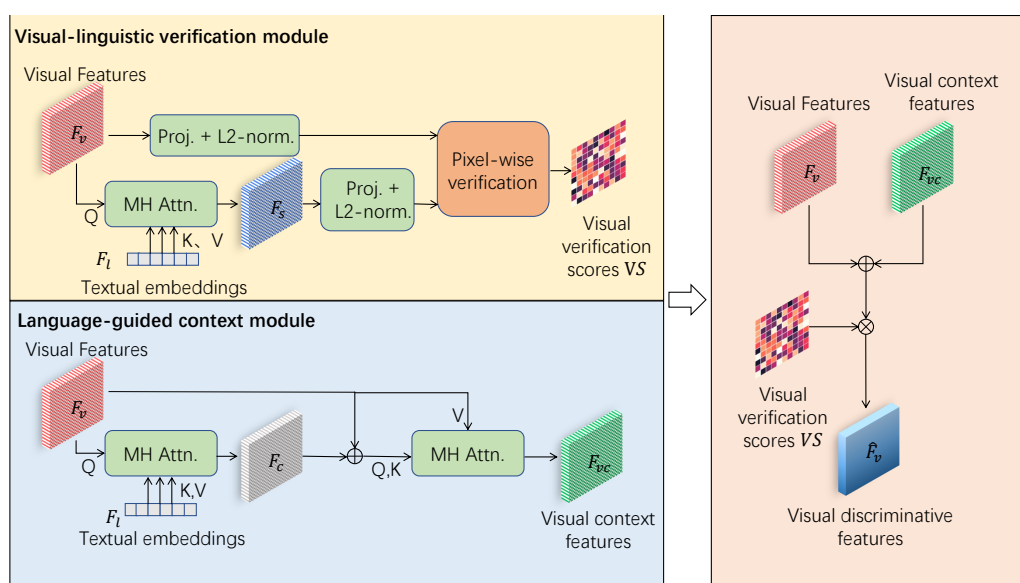 Visual-linguistic verification module
Visual Features
F_v
Proj. + L2-norm.
Q
MH Attn.
K、V
F_l
Textual embeddings
F_s
Proj. +
L2-norm.
Pixel-wise
verification
Visual
verification
scores VS
Language-guided context module
Visual Features
F_v
Q
MH Attn.
K,V
F_l
Textual embeddings
F_c
Q,K
V
MH Attn.
F_vc
Visual context
features
Visual Features
Visual context
features
F_v
F_vc
Visual
verification
scores VS
F̂_v
Visual discriminative
features